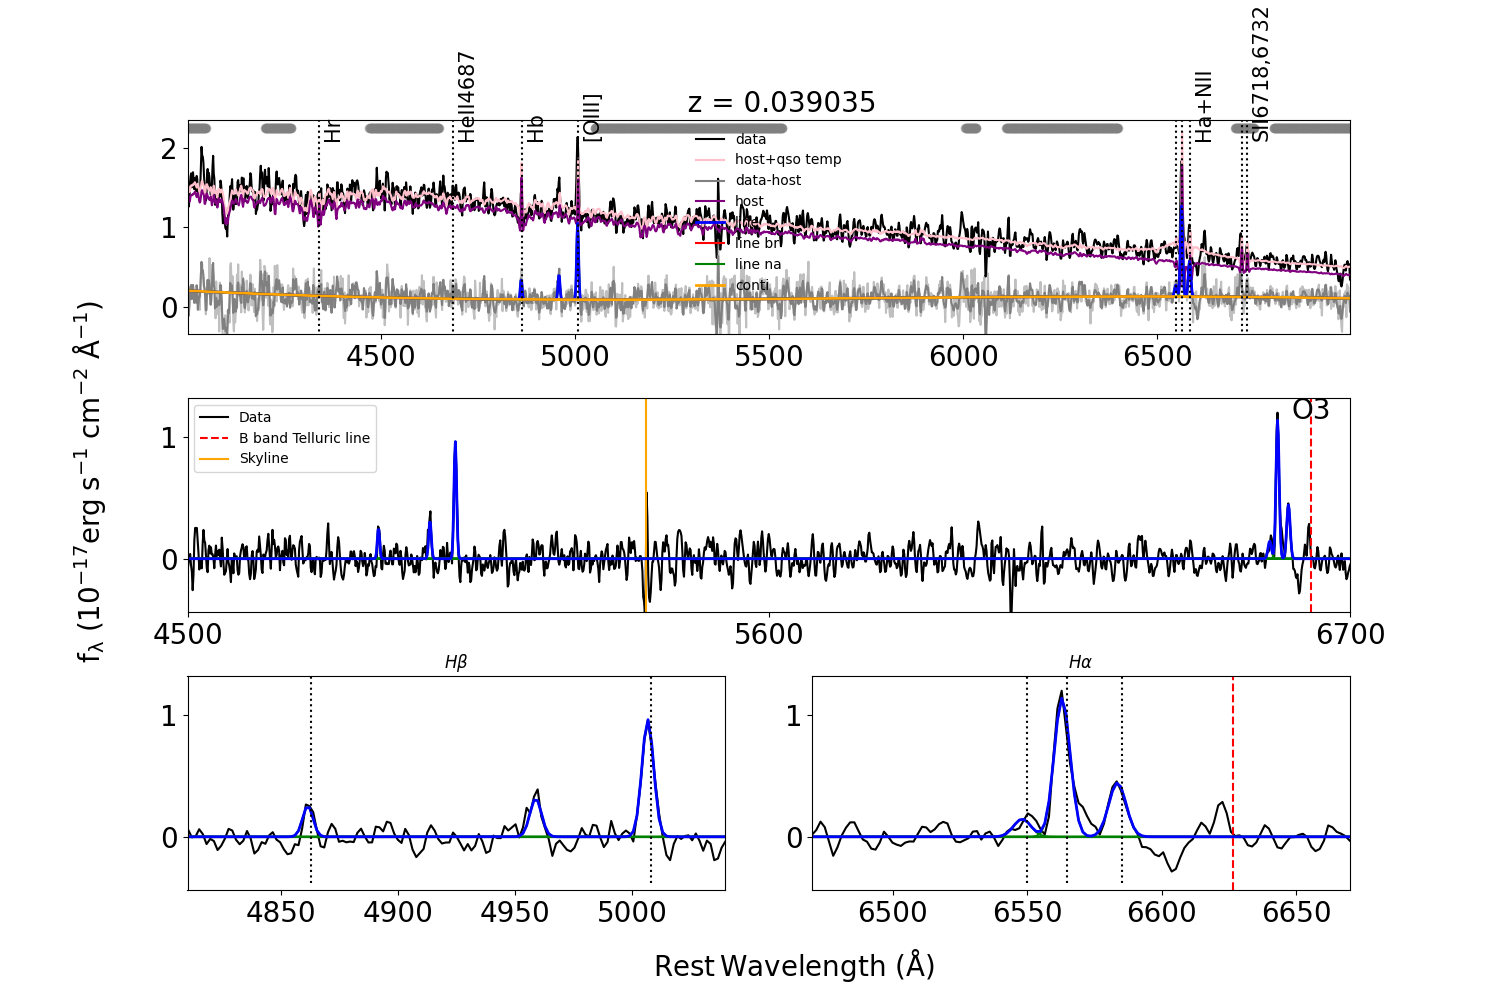 z = 0.039035
Hr
HeII4687
Hb
[OIII]
Ha+NII
SII6718,6732
data
host+qso temp
data-host
host
line br
line na
conti
2
1
0
4500
5000
5500
6000
6500
Data
B band Telluric line
Skyline
O3
1
0
4500
5600
6700
fλ (10⁻¹⁷erg s⁻¹ cm⁻² Å⁻¹)
Hβ
1
0
4850
4900
4950
5000
Hα
1
0
6500
6550
6600
6650
Rest Wavelength (Å)